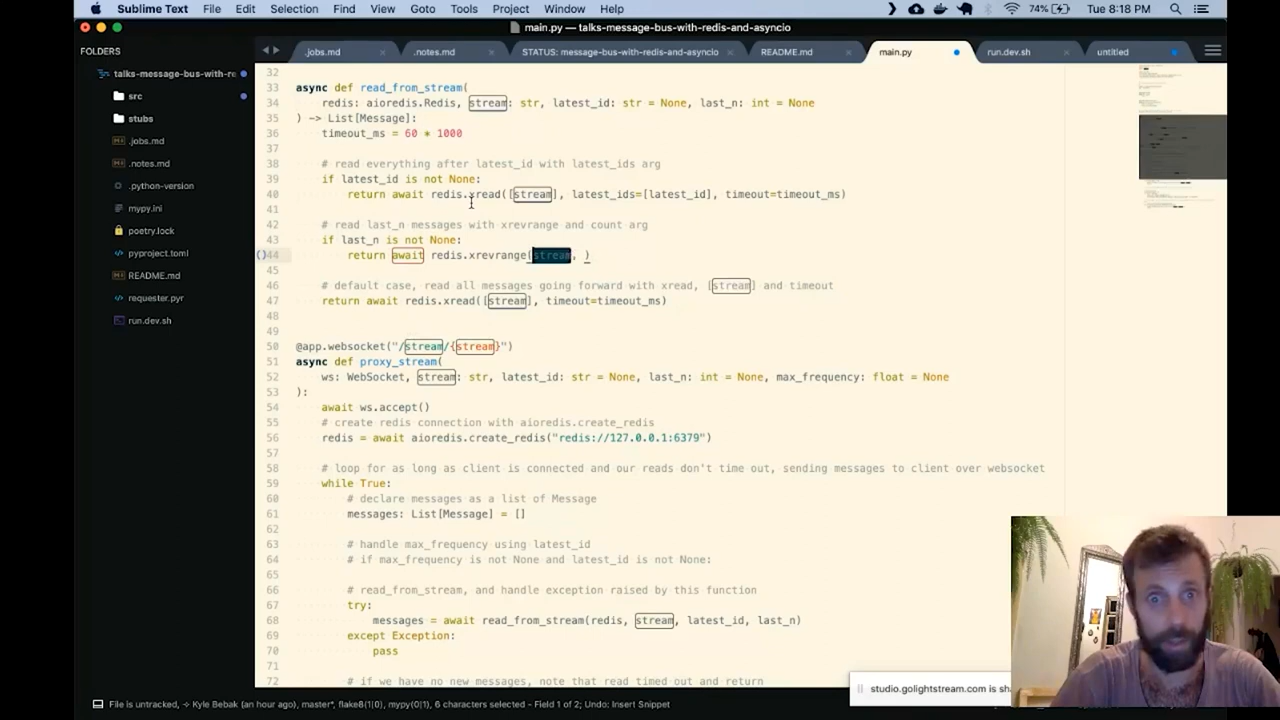 Sublime Text File Edit Selection Find View Goto Tools Project Window Help 74% Tue 8:18 PM
main.py — talks-message-bus-with-redis-and-asyncio
FOLDERS
talks-message-bus-with-re
src
stubs
.jobs.md
.notes.md
.python-version
mypy.ini
poetry.lock
pyproject.toml
README.md
requester.pyr
run.dev.sh
.jobs.md × .notes.md × STATUS: message-bus-with-redis-and-asyncio × README.md × main.py run.dev.sh × untitled
32
33 async def read_from_stream(
34 redis: aioredis.Redis, stream: str, latest_id: str = None, last_n: int = None
35 ) -> List[Message]:
36 timeout_ms = 60 * 1000
37
38 # read everything after latest_id with latest_ids arg
39 if latest_id is not None:
40 return await redis.xread([stream], latest_ids=[latest_id], timeout=timeout_ms)
41
42 # read last_n messages with xrevrange and count arg
43 if last_n is not None:
()44 return await redis.xrevrange(stream, )
45
46 # default case, read all messages going forward with xread, [stream] and timeout
47 return await redis.xread([stream], timeout=timeout_ms)
48
49
50 @app.websocket("/stream/{stream}")
51 async def proxy_stream(
52 ws: WebSocket, stream: str, latest_id: str = None, last_n: int = None, max_frequency: float = None
53 ):
54 await ws.accept()
55 # create redis connection with aioredis.create_redis
56 redis = await aioredis.create_redis("redis://127.0.0.1:6379")
57
58 # loop for as long as client is connected and our reads don't time out, sending messages to client over websocket
59 while True:
60 # declare messages as a list of Message
61 messages: List[Message] = []
62
63 # handle max_frequency using latest_id
64 # if max_frequency is not None and latest_id is not None:
65
66 # read_from_stream, and handle exception raised by this function
67 try:
68 messages = await read_from_stream(redis, stream, latest_id, last_n)
69 except Exception:
70 pass
71
72 # if we have no new messages, note that read timed out and return
studio.golightstream.com is sh
File is untracked, Kyle Bebak (an hour ago), master*, flake8(1|0), mypy(0|1), 6 characters selected - Field 1 of 2; Undo: Insert Snippet